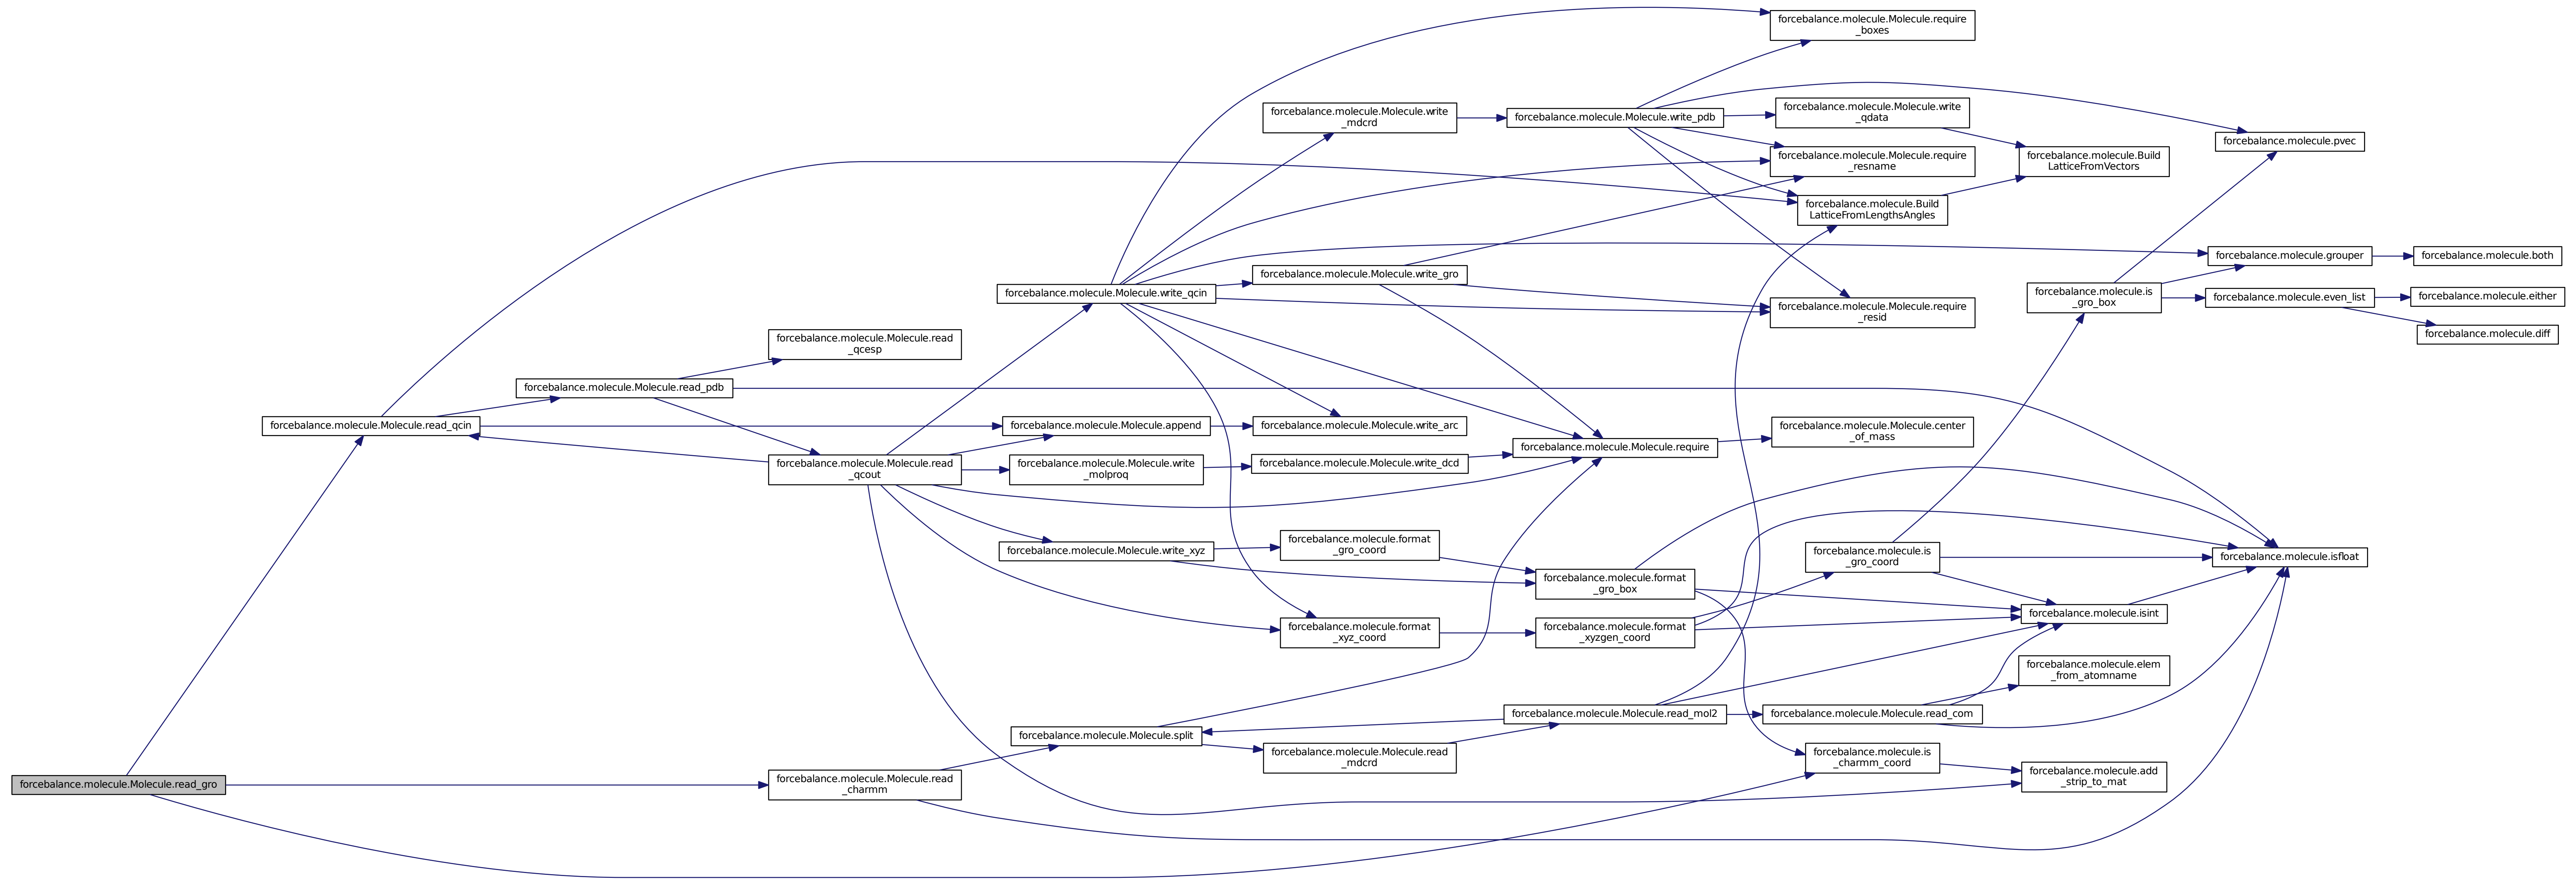 forcebalance.molecule.Molecule.read_gro
forcebalance.molecule.Molecule.read_qcin
forcebalance.molecule.Molecule.read_pdb
forcebalance.molecule.Molecule.read
_qcesp
forcebalance.molecule.Molecule.read
_qcout
forcebalance.molecule.Molecule.read
_charmm
forcebalance.molecule.Molecule.write_qcin
forcebalance.molecule.Molecule.append
forcebalance.molecule.Molecule.write
_molproq
forcebalance.molecule.Molecule.write_xyz
forcebalance.molecule.Molecule.split
forcebalance.molecule.Molecule.write
_mdcrd
forcebalance.molecule.Molecule.write_gro
forcebalance.molecule.Molecule.write_arc
forcebalance.molecule.Molecule.write_dcd
forcebalance.molecule.format
_gro_coord
forcebalance.molecule.format
_xyz_coord
forcebalance.molecule.Molecule.read
_mdcrd
forcebalance.molecule.Molecule.write_pdb
forcebalance.molecule.Molecule.require
forcebalance.molecule.format
_gro_box
forcebalance.molecule.format
_xyzgen_coord
forcebalance.molecule.Molecule.read_mol2
forcebalance.molecule.Molecule.require
_boxes
forcebalance.molecule.Molecule.write
_qdata
forcebalance.molecule.Molecule.require
_resname
forcebalance.molecule.Build
LatticeFromLengthsAngles
forcebalance.molecule.Molecule.require
_resid
forcebalance.molecule.Molecule.center
_of_mass
forcebalance.molecule.is
_gro_coord
forcebalance.molecule.Molecule.read_com
forcebalance.molecule.is
_charmm_coord
forcebalance.molecule.Build
LatticeFromVectors
forcebalance.molecule.is
_gro_box
forcebalance.molecule.isint
forcebalance.molecule.elem
_from_atomname
forcebalance.molecule.add
_strip_to_mat
forcebalance.molecule.pvec
forcebalance.molecule.grouper
forcebalance.molecule.even_list
forcebalance.molecule.isfloat
forcebalance.molecule.both
forcebalance.molecule.either
forcebalance.molecule.diff